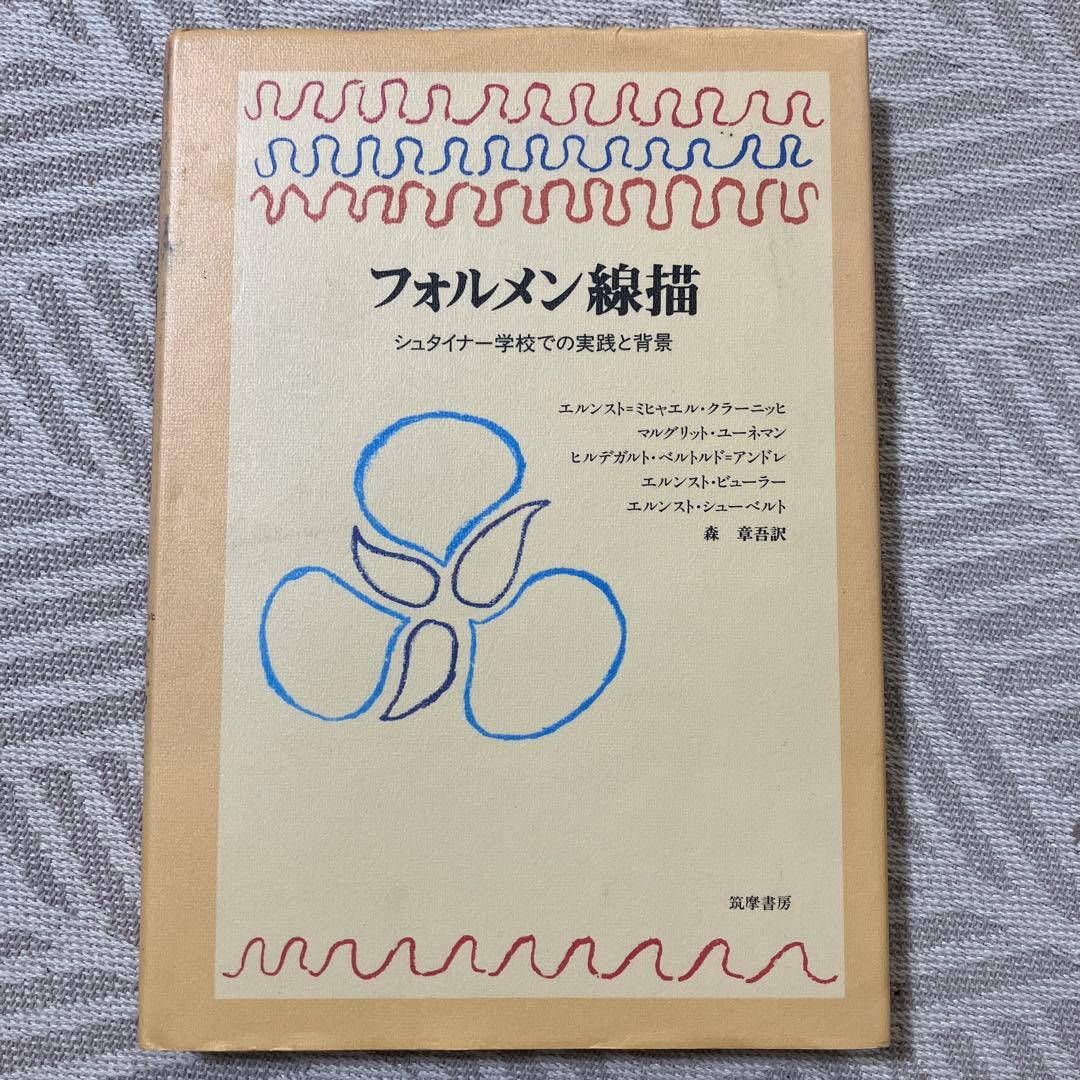 フォルメン線描
シュタイナー学校での実践と背景
エルンスト=ミヒャエル・クラーニッヒ
マルグリット・ユーネマン
ヒルデガルト・ベルトルド=アンドレ
エルンスト・ビューラー
エルンスト・シューベルト
森 章吾訳
筑摩書房